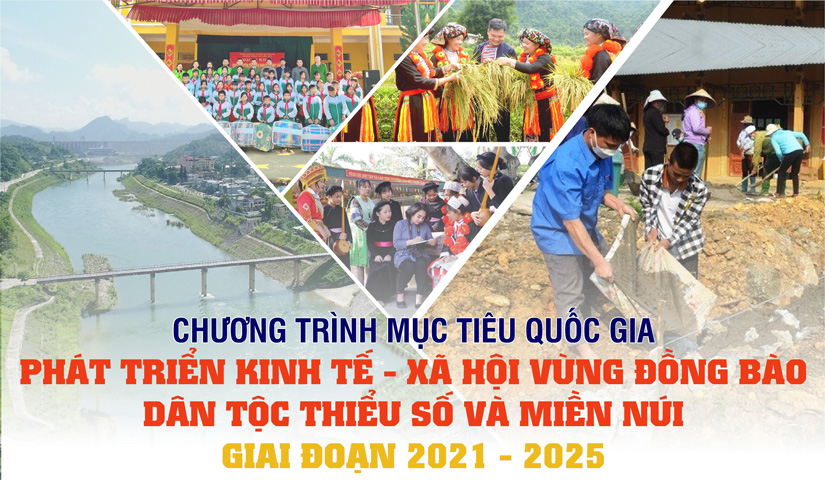 CHƯƠNG TRÌNH MỤC TIÊU QUỐC GIA
PHÁT TRIỂN KINH TẾ - XÃ HỘI VÙNG ĐỒNG BÀO
DÂN TỘC THIỂU SỐ VÀ MIỀN NÚI
GIAI ĐOẠN 2021 - 2025